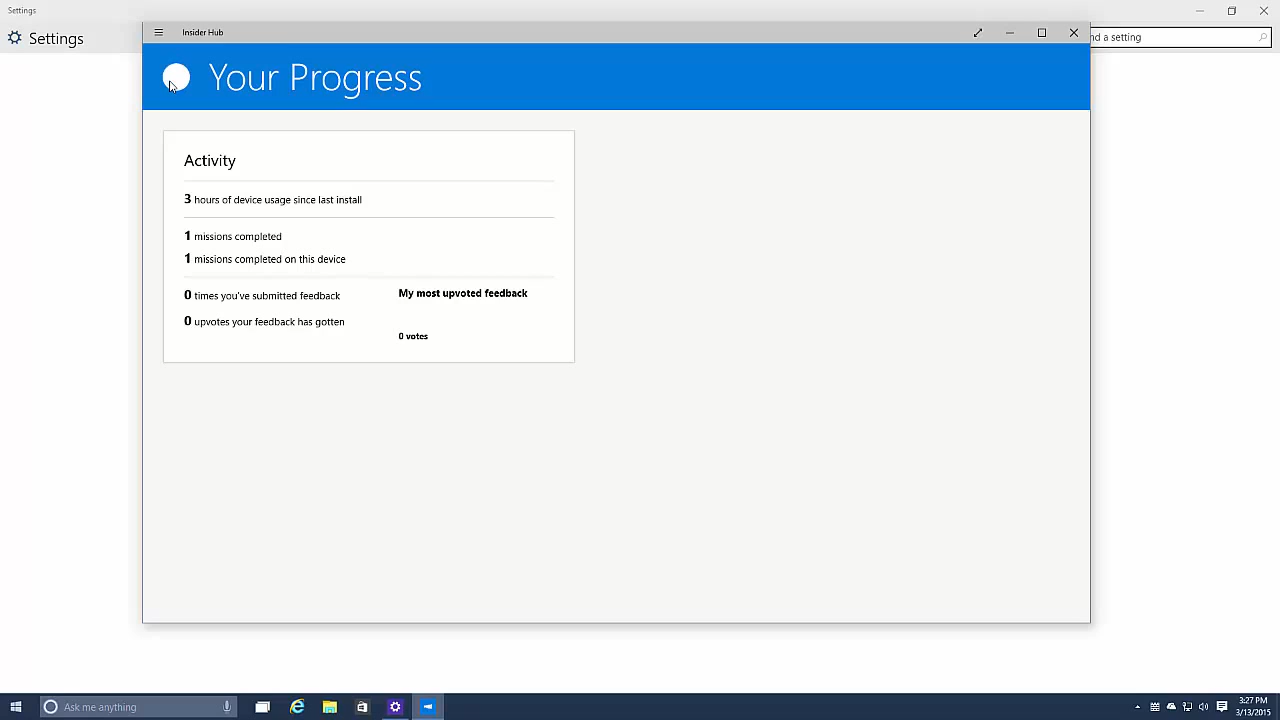 Settings
Settings
nd a setting
Insider Hub
Your Progress
Activity
3 hours of device usage since last install
1 missions completed
1 missions completed on this device
0 times you've submitted feedback
My most upvoted feedback
0 upvotes your feedback has gotten
0 votes
Ask me anything
3:27 PM
3/13/2015